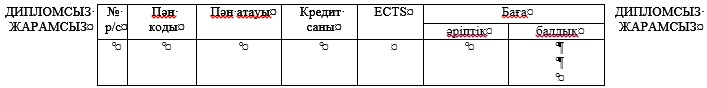 ДИПЛОМСЫЗ ЖАРАМСЫЗ
№ р/с
Пән коды
Пән атауы
Кредит саны
ECTS
Баға
әріптік
балдық
ДИПЛОМСЫЗ ЖАРАМСЫЗ